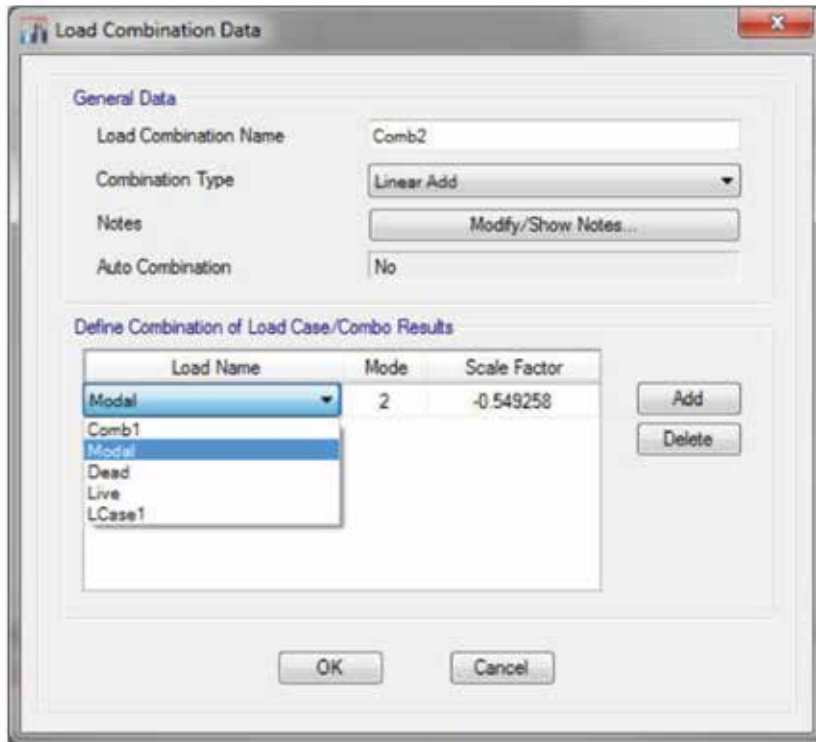 Load Combination Data
General Data
Load Combination Name Comb2
Combination Type Linear Add
Notes Modify/Show Notes...
Auto Combination No
Define Combination of Load Case/Combo Results
Load Name Mode Scale Factor
Modal 2 -0.549258 Add
Comb1
Modal Delete
Dead
Live
LCase1
OK Cancel